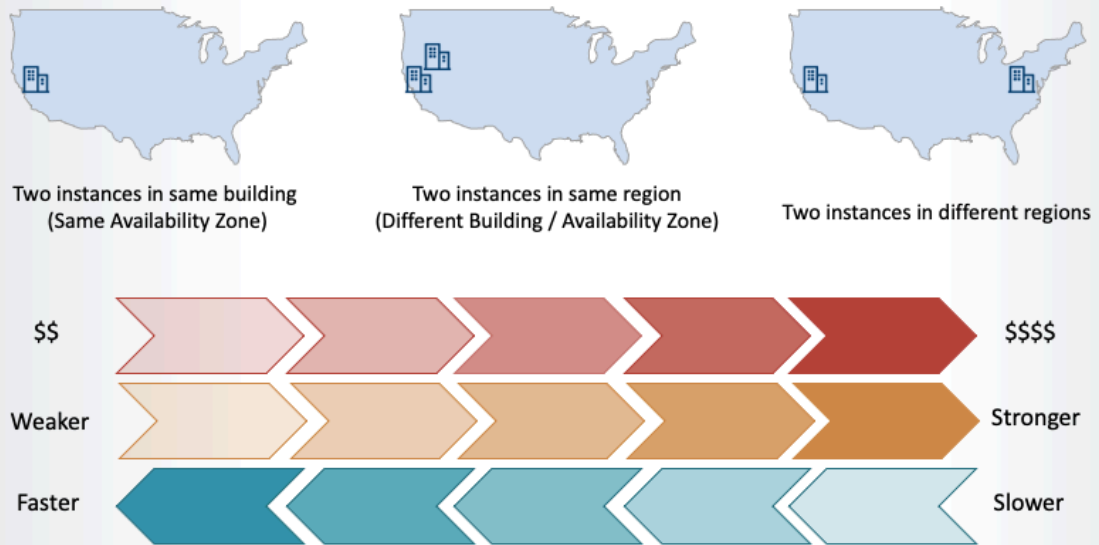 Two instances in same building
(Same Availability Zone)
Two instances in same region
(Different Building / Availability Zone)
Two instances in different regions
$$
$$$$
Weaker
Stronger
Faster
Slower